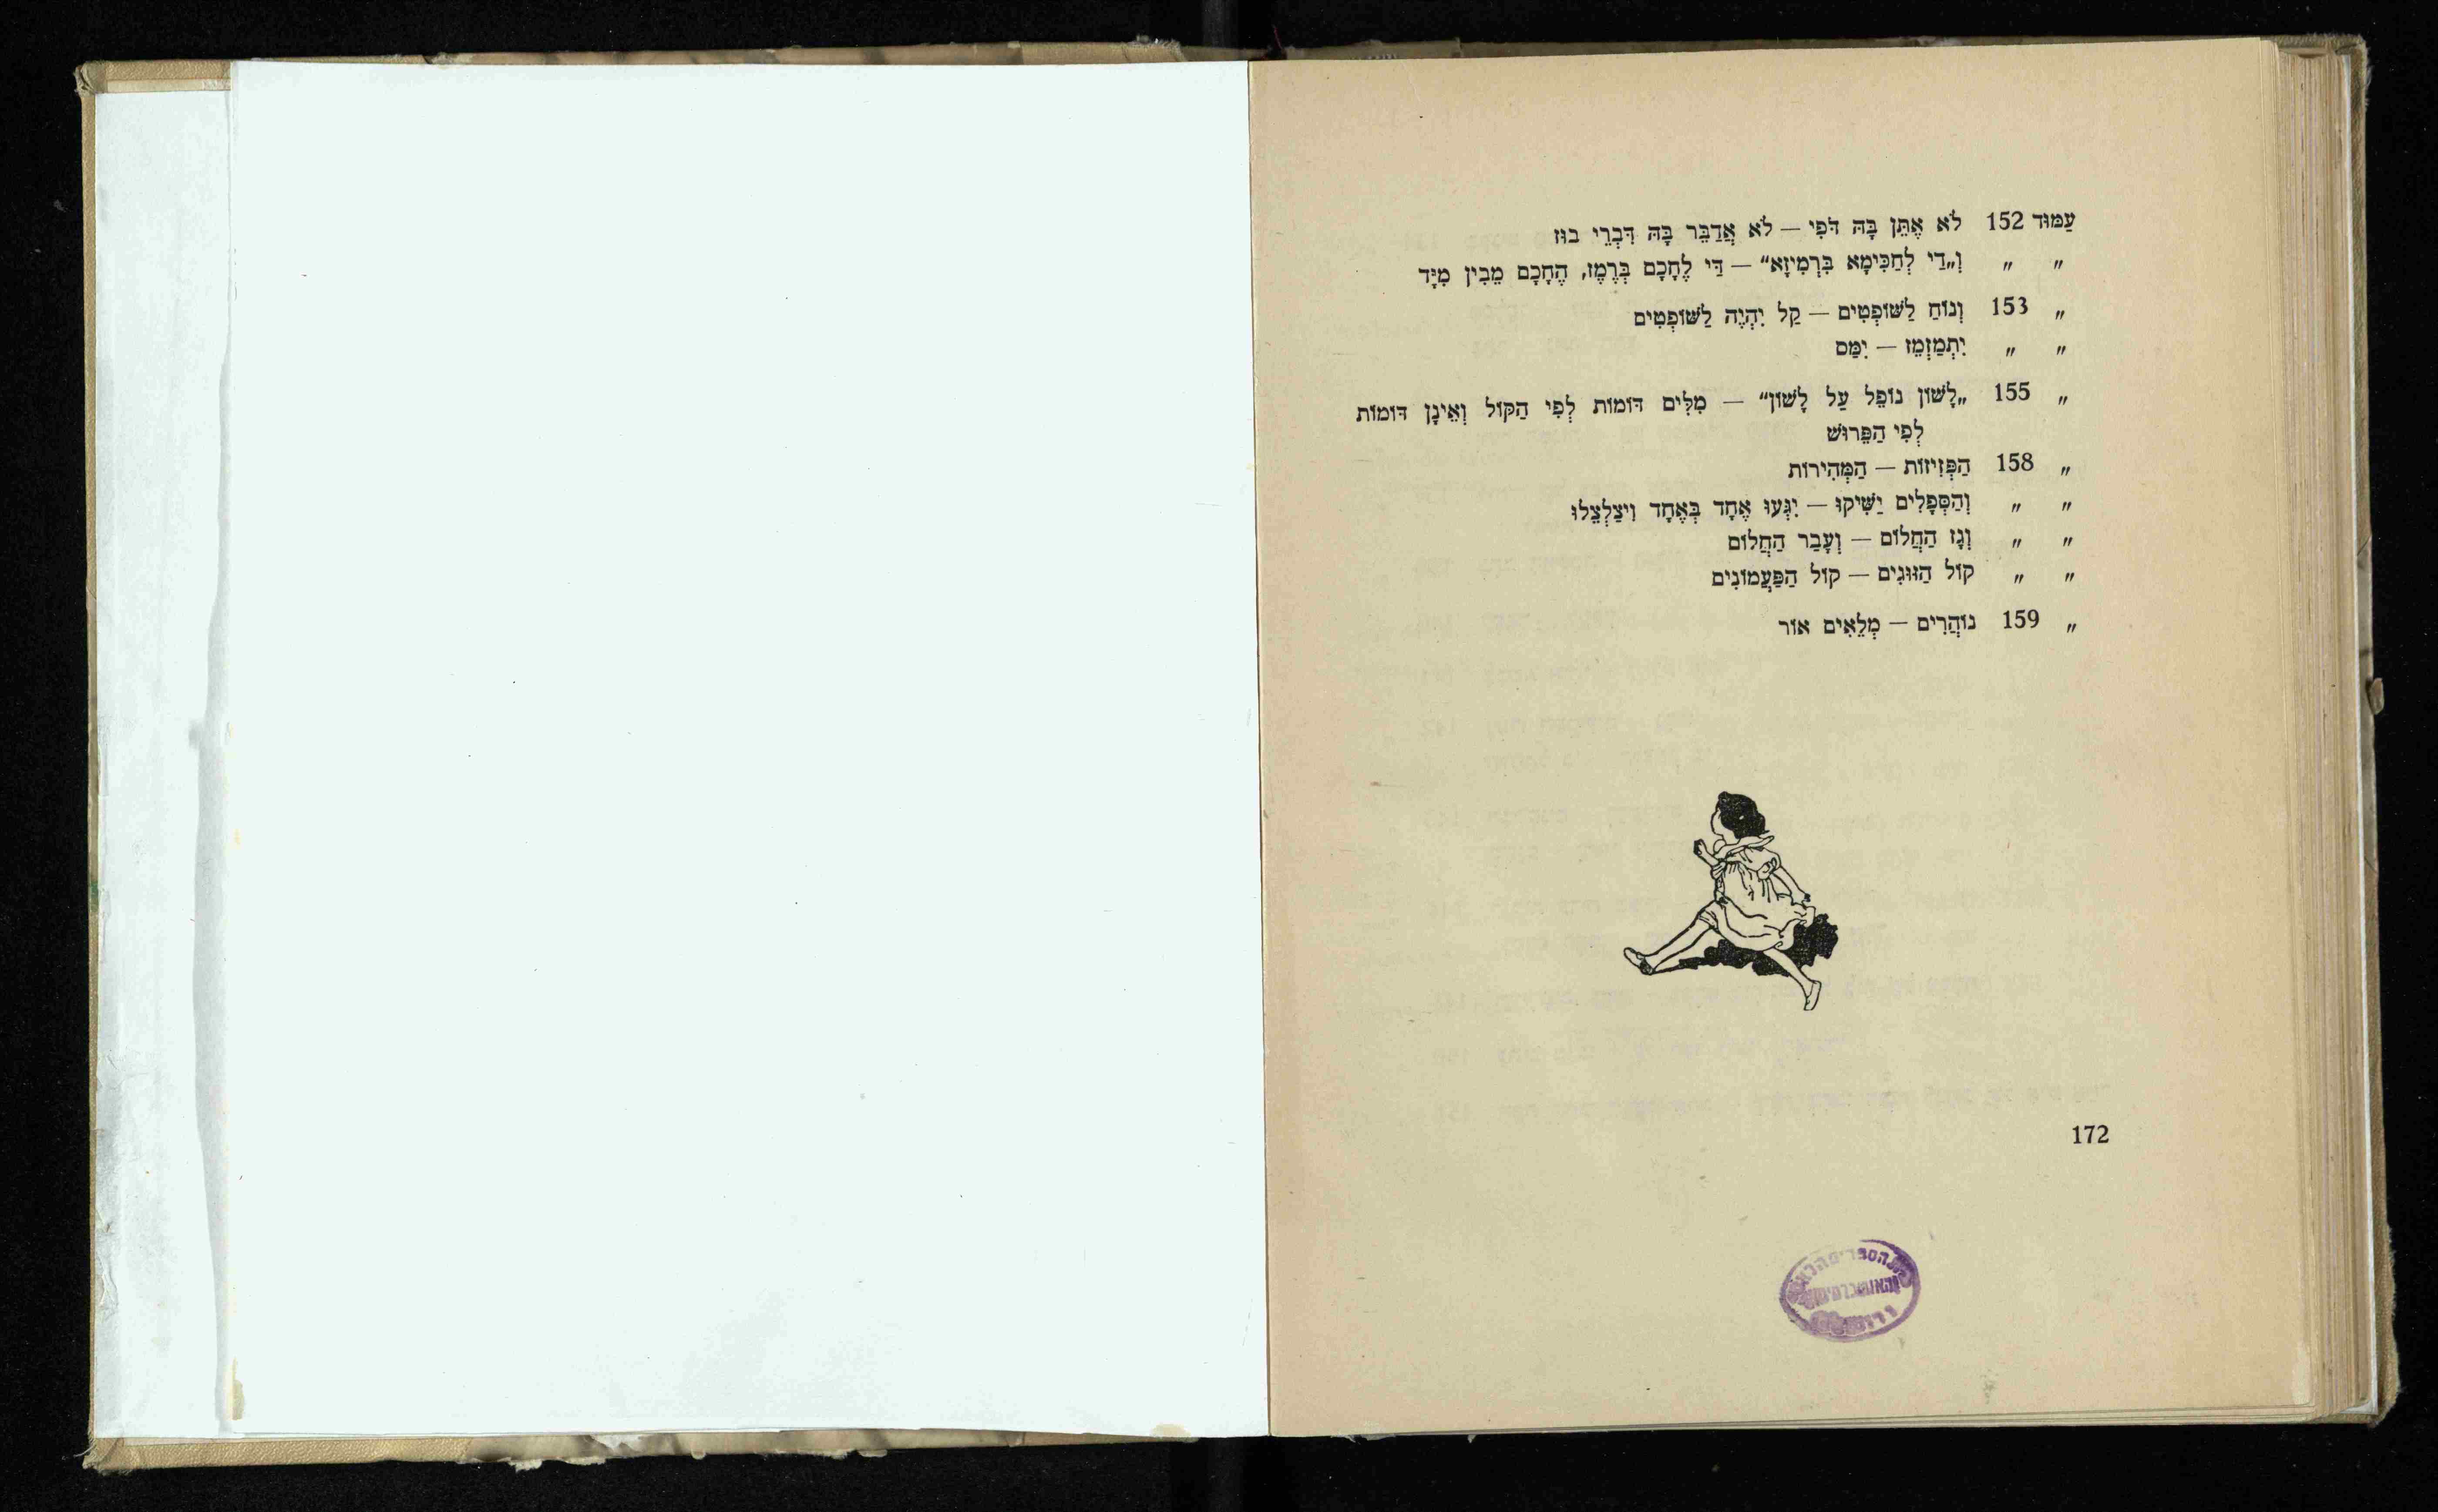 עַמּוּד 152 לֹא אֶתֵּן בָּהּ דֹּפִי – לֹא אֲדַבֵּר בָּהּ דִּבְרֵי בוּז
״ ״ וְ„דַי לְחַכִּימָא בִּרְמִיזָא“ – דַּי לֶחָכָם בְּרֶמֶז, הֶחָכָם מֵבִין מִיָּד
„ 153 וְנוֹחַ לַשּׁוֹפְטִים – קַל יִהְיֶה לַשּׁוֹפְטִים
״ ״ יִתְמַזְמֵז – יִמַּס
„ 155 „לָשׁוֹן נוֹפֵל עַל לָשׁוֹן“ – מִלִּים דּוֹמוֹת לְפִי הַקּוֹל וְאֵינָן דּוֹמוֹת
לְפִי הַפֵּרוּשׁ
„ 158 הַפְּזִיזוּת – הַמְּהִירוּת
״ ״ וְהַסְּפָלִים יַשִּׁיקוּ – יִגְּעוּ אֶחָד בְּאֶחָד וִיצַלְצֵלוּ
״ ״ וְגָז הַחֲלוֹם – וְעָבַר הַחֲלוֹם
״ ״ קוֹל הַזּוּגִים – קוֹל הַפַּעֲמוֹנִים
„ 159 נוֹהֲרִים – מְלֵאִים אוֹר
172